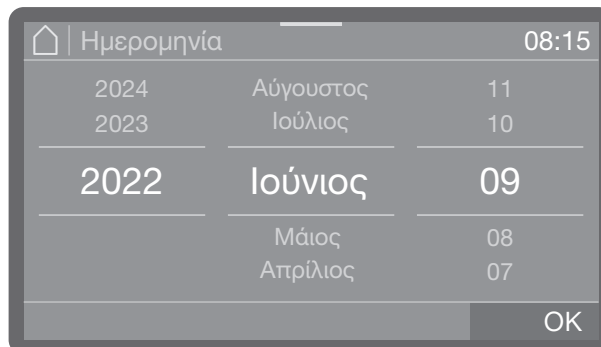 Ημερομηνία 08:15
2024 Αύγουστος 11
2023 Ιούλιος 10
2022 Ιούνιος 09
Μάιος 08
Απρίλιος 07
OK